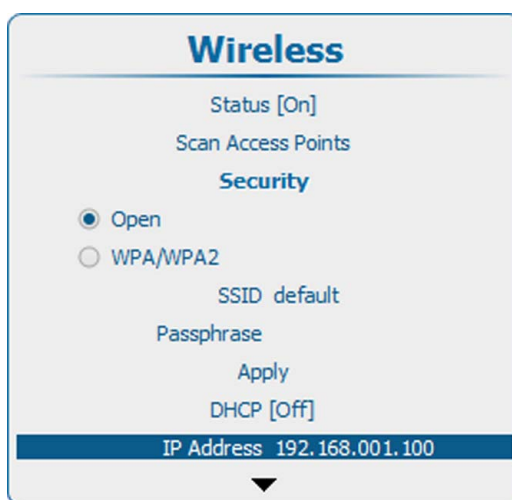 Wireless
Status [On]
Scan Access Points
Security
Open
WPA/WPA2
SSID default
Passphrase
Apply
DHCP [Off]
IP Address 192.168.001.100